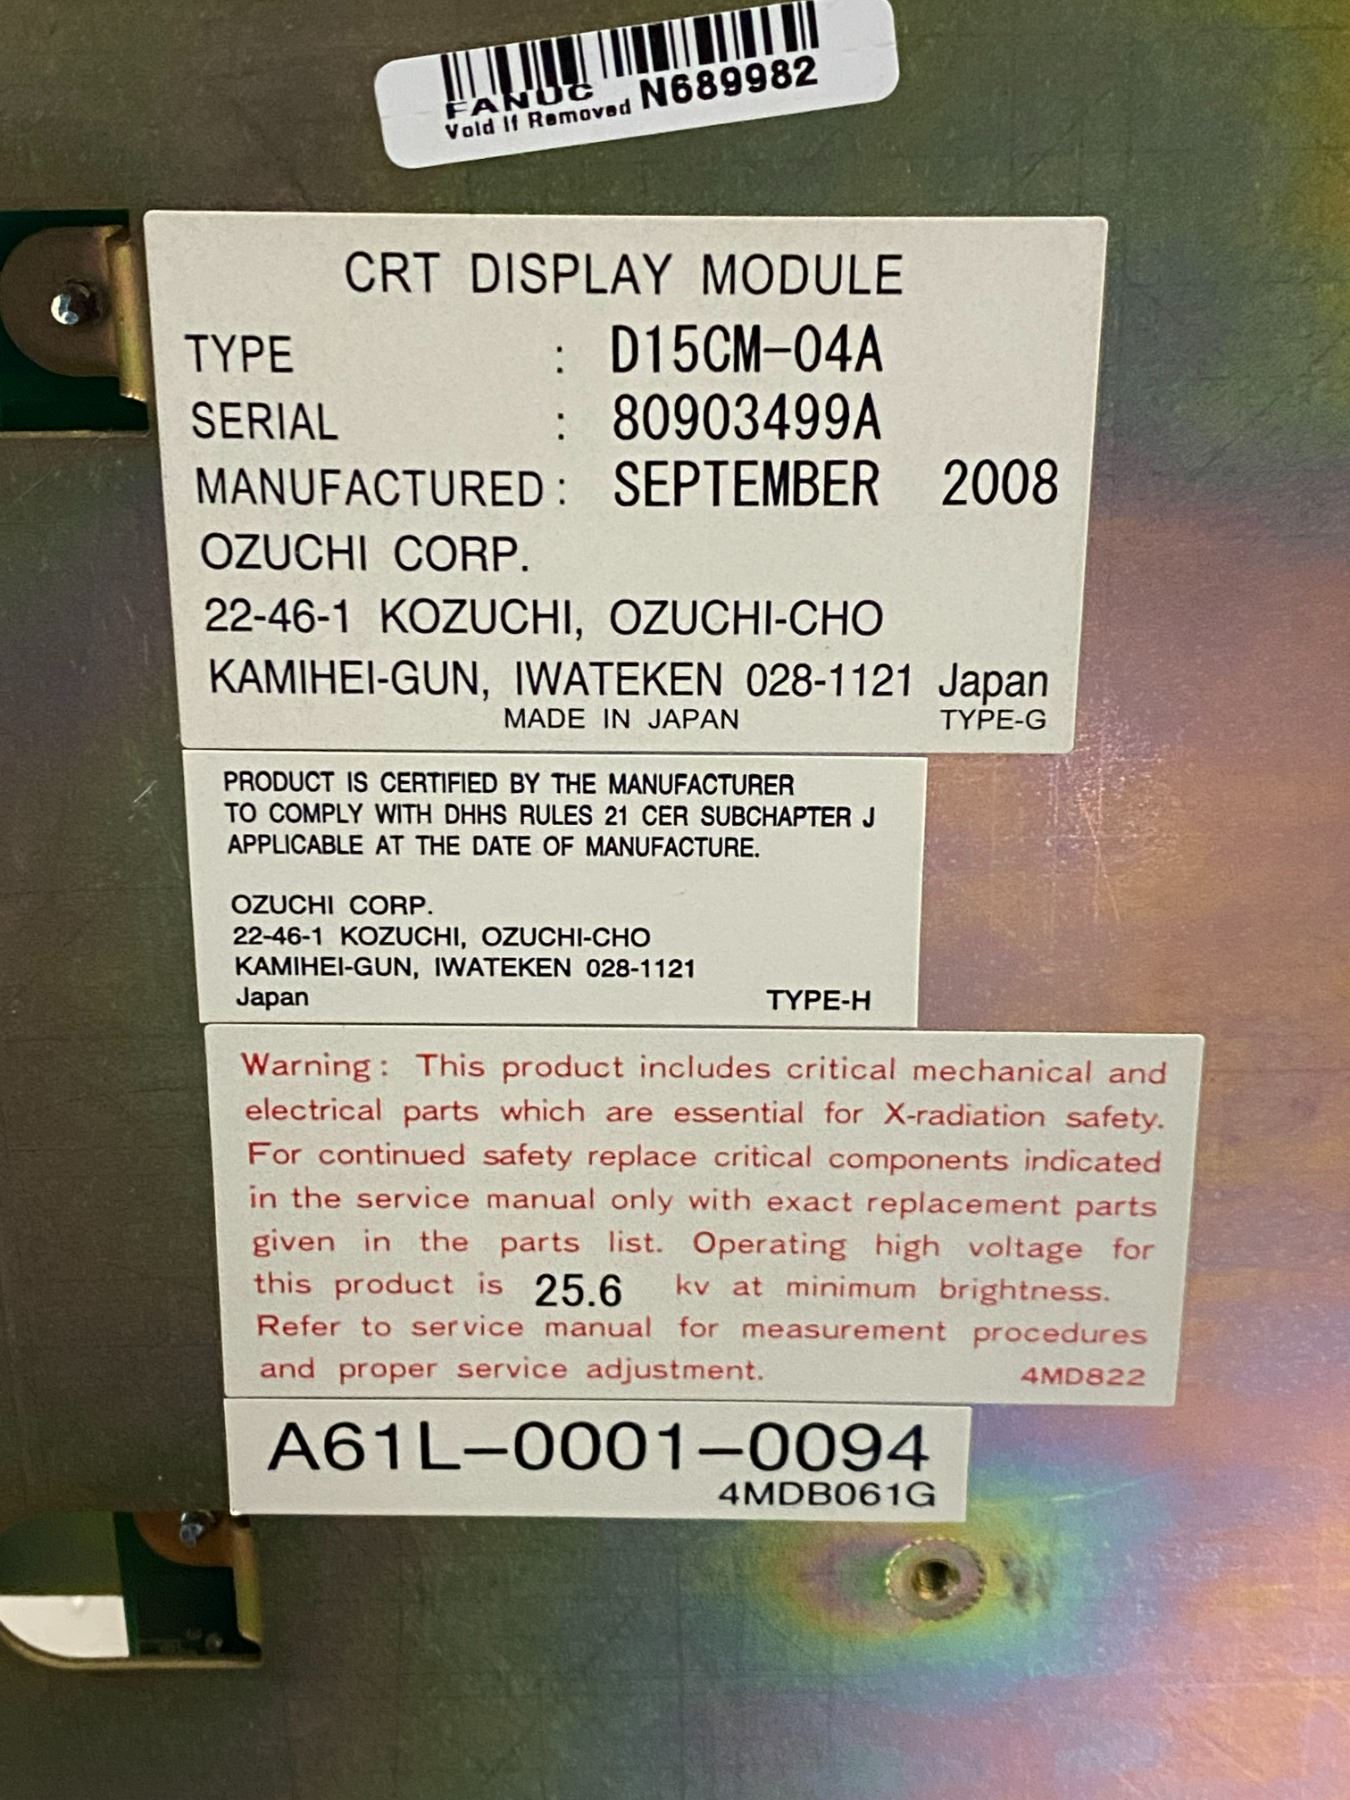 FANUC
Void If Removed N689982
CRT DISPLAY MODULE
TYPE : D15CM-04A
SERIAL : 80903499A
MANUFACTURED : SEPTEMBER 2008
OZUCHI CORP.
22-46-1 KOZUCHI, OZUCHI-CHO
KAMIHEI-GUN, IWATEKEN 028-1121 Japan
MADE IN JAPAN TYPE-G
PRODUCT IS CERTIFIED BY THE MANUFACTURER
TO COMPLY WITH DHHS RULES 21 CER SUBCHAPTER J
APPLICABLE AT THE DATE OF MANUFACTURE.
OZUCHI CORP.
22-46-1 KOZUCHI, OZUCHI-CHO
KAMIHEI-GUN, IWATEKEN 028-1121
Japan TYPE-H
Warning : This product includes critical mechanical and
electrical parts which are essential for X-radiation safety.
For continued safety replace critical components indicated
in the service manual only with exact replacement parts
given in the parts list. Operating high voltage for
this product is 25.6 kv at minimum brightness.
Refer to service manual for measurement procedures
and proper service adjustment. 4MD822
A61L-0001-0094
4MDB061G